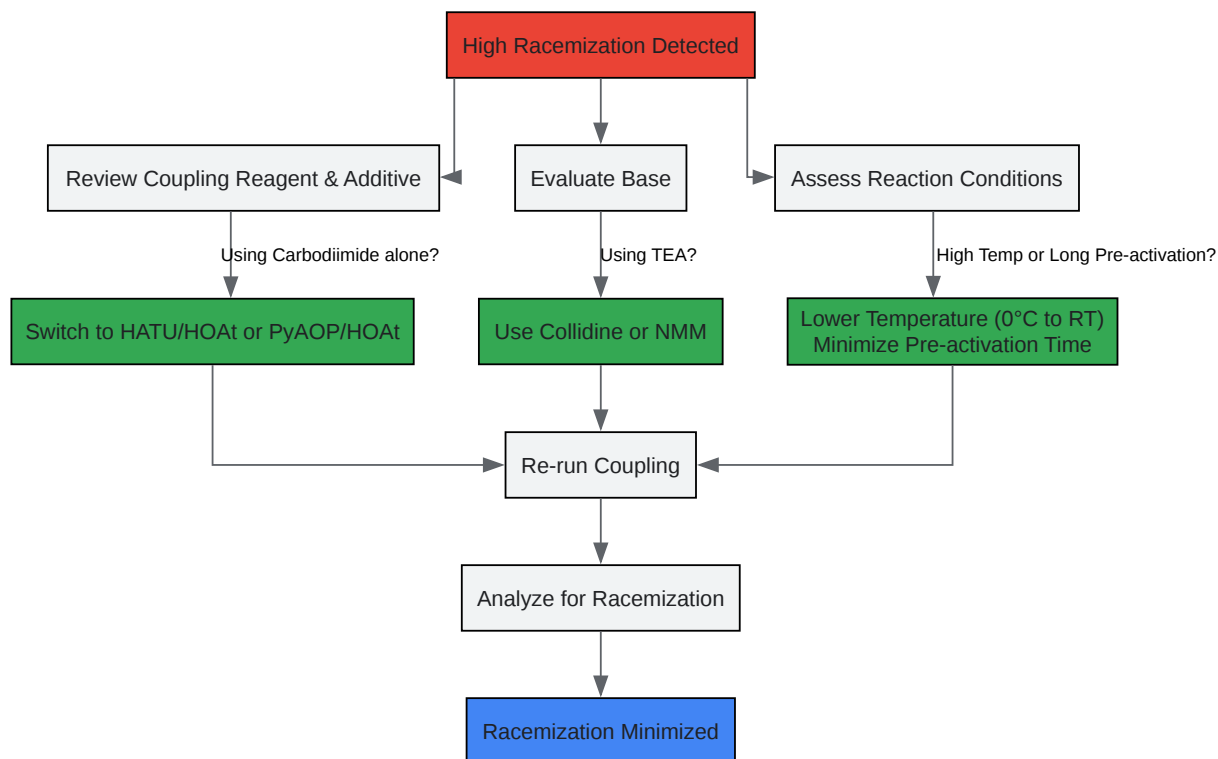 High Racemization Detected
Review Coupling Reagent & Additive
Evaluate Base
Assess Reaction Conditions
Using Carbodiimide alone?
Using TEA?
High Temp or Long Pre-activation?
Switch to HATU/HOAt or PyAOP/HOAt
Use Collidine or NMM
Lower Temperature (0°C to RT)
Minimize Pre-activation Time
Re-run Coupling
Analyze for Racemization
Racemization Minimized